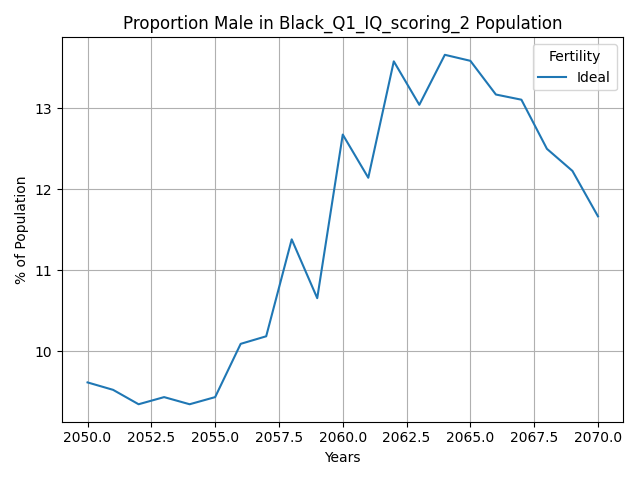 Proportion Male in Black_Q1_IQ_scoring_2 Population
Fertility
Ideal
% of Population
13
12
11
10
2050.0 2052.5 2055.0 2057.5 2060.0 2062.5 2065.0 2067.5 2070.0
Years